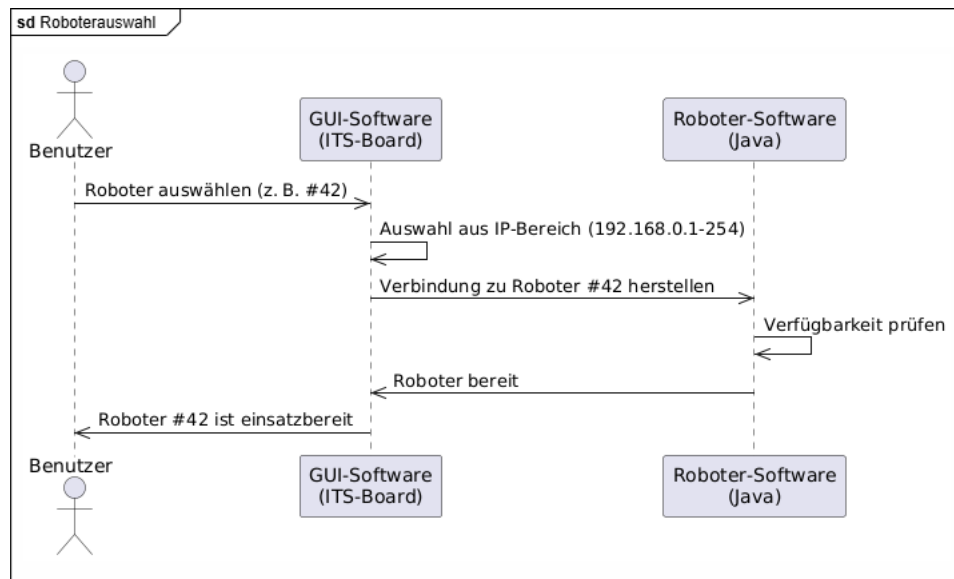 sd Roboterauswahl
Benutzer
GUI-Software
(ITS-Board)
Roboter-Software
(Java)
Roboter auswählen (z. B. #42)
Auswahl aus IP-Bereich (192.168.0.1-254)
Verbindung zu Roboter #42 herstellen
Verfügbarkeit prüfen
Roboter bereit
Roboter #42 ist einsatzbereit
Benutzer
GUI-Software
(ITS-Board)
Roboter-Software
(Java)